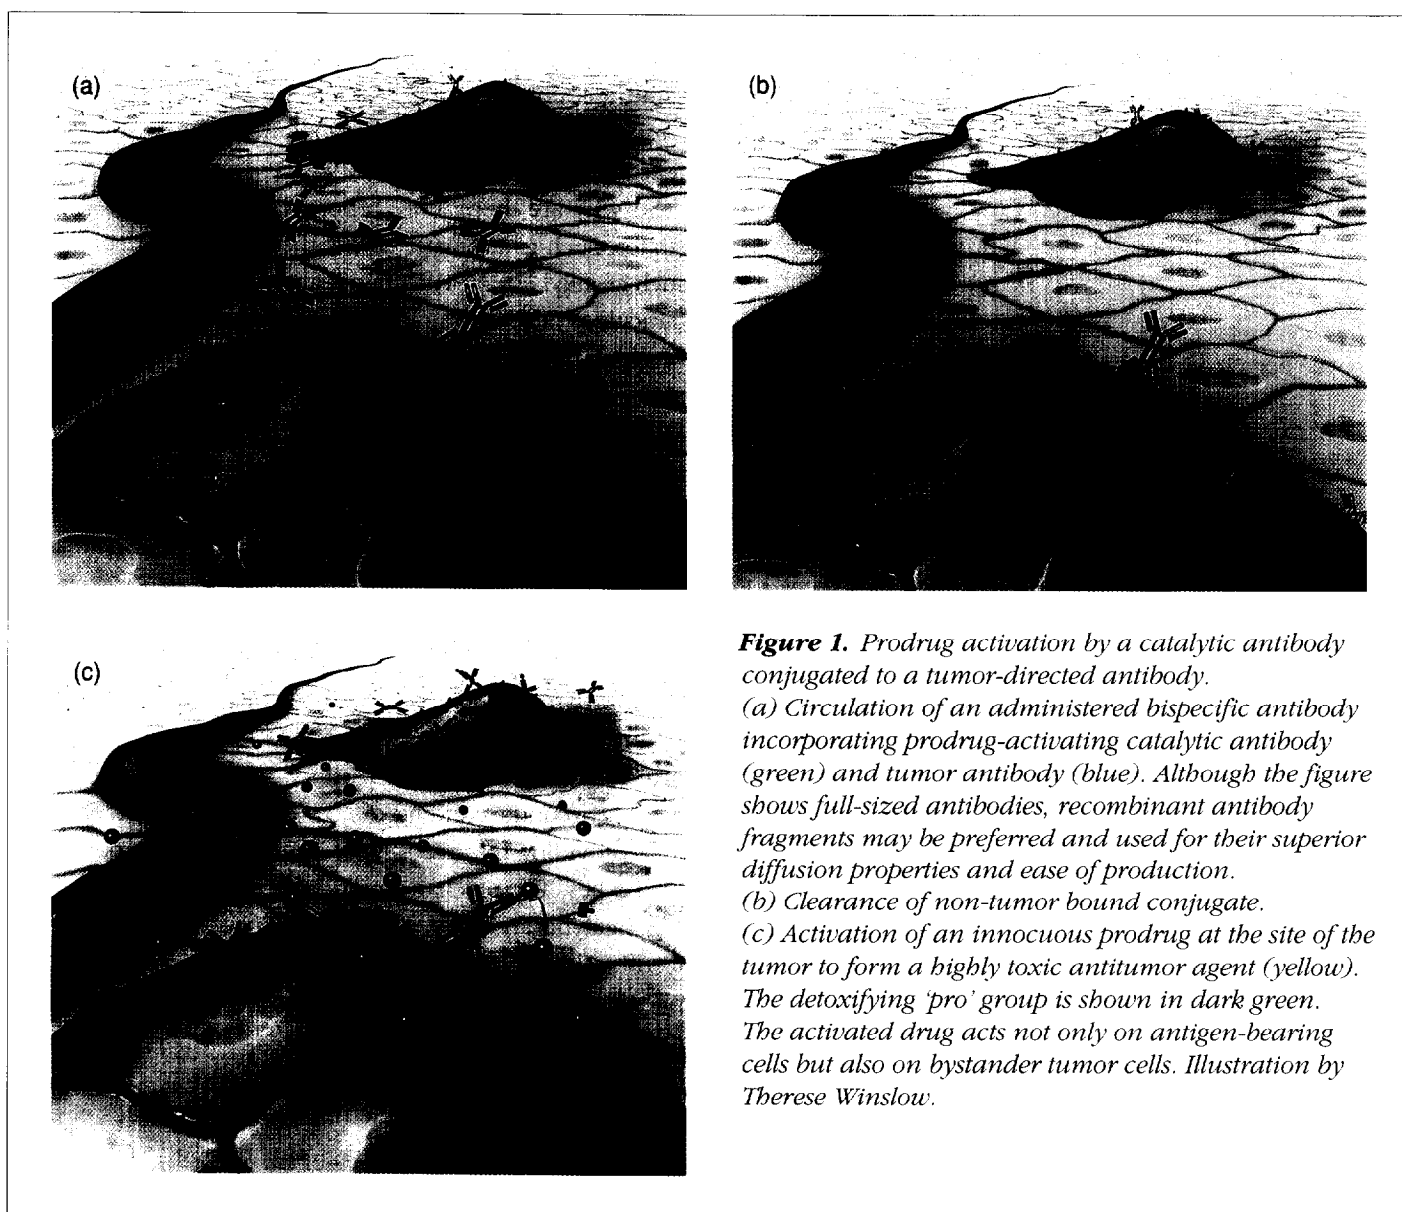 (a)
(b)
(c)
Figure 1. Prodrug activation by a catalytic antibody
conjugated to a tumor-directed antibody.
(a) Circulation of an administered bispecific antibody
incorporating prodrug-activating catalytic antibody
(green) and tumor antibody (blue). Although the figure
shows full-sized antibodies, recombinant antibody
fragments may be preferred and used for their superior
diffusion properties and ease of production.
(b) Clearance of non-tumor bound conjugate.
(c) Activation of an innocuous prodrug at the site of the
tumor to form a highly toxic antitumor agent (yellow).
The detoxifying 'pro' group is shown in dark green.
The activated drug acts not only on antigen-bearing
cells but also on bystander tumor cells. Illustration by
Therese Winslow.